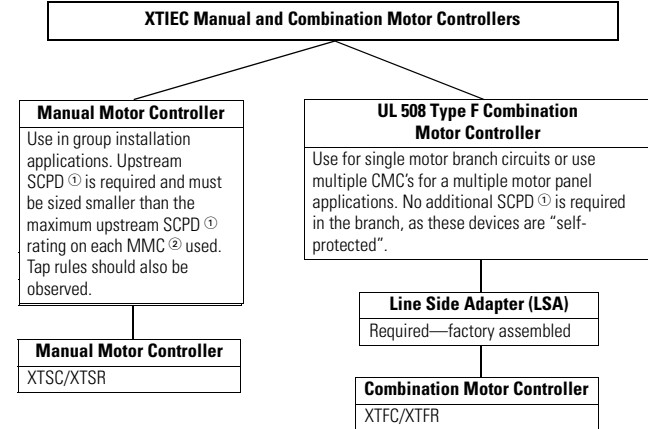 XTIEC Manual and Combination Motor Controllers
Manual Motor Controller
Use in group installation
applications. Upstream
SCPD ① is required and must
be sized smaller than the
maximum upstream SCPD ①
rating on each MMC ② used.
Tap rules should also be
observed.
Manual Motor Controller
XTSC/XTSR
UL 508 Type F Combination
Motor Controller
Use for single motor branch circuits or use
multiple CMC's for a multiple motor panel
applications. No additional SCPD ① is required
in the branch, as these devices are “self-
protected”.
Line Side Adapter (LSA)
Required—factory assembled
Combination Motor Controller
XTFC/XTFR